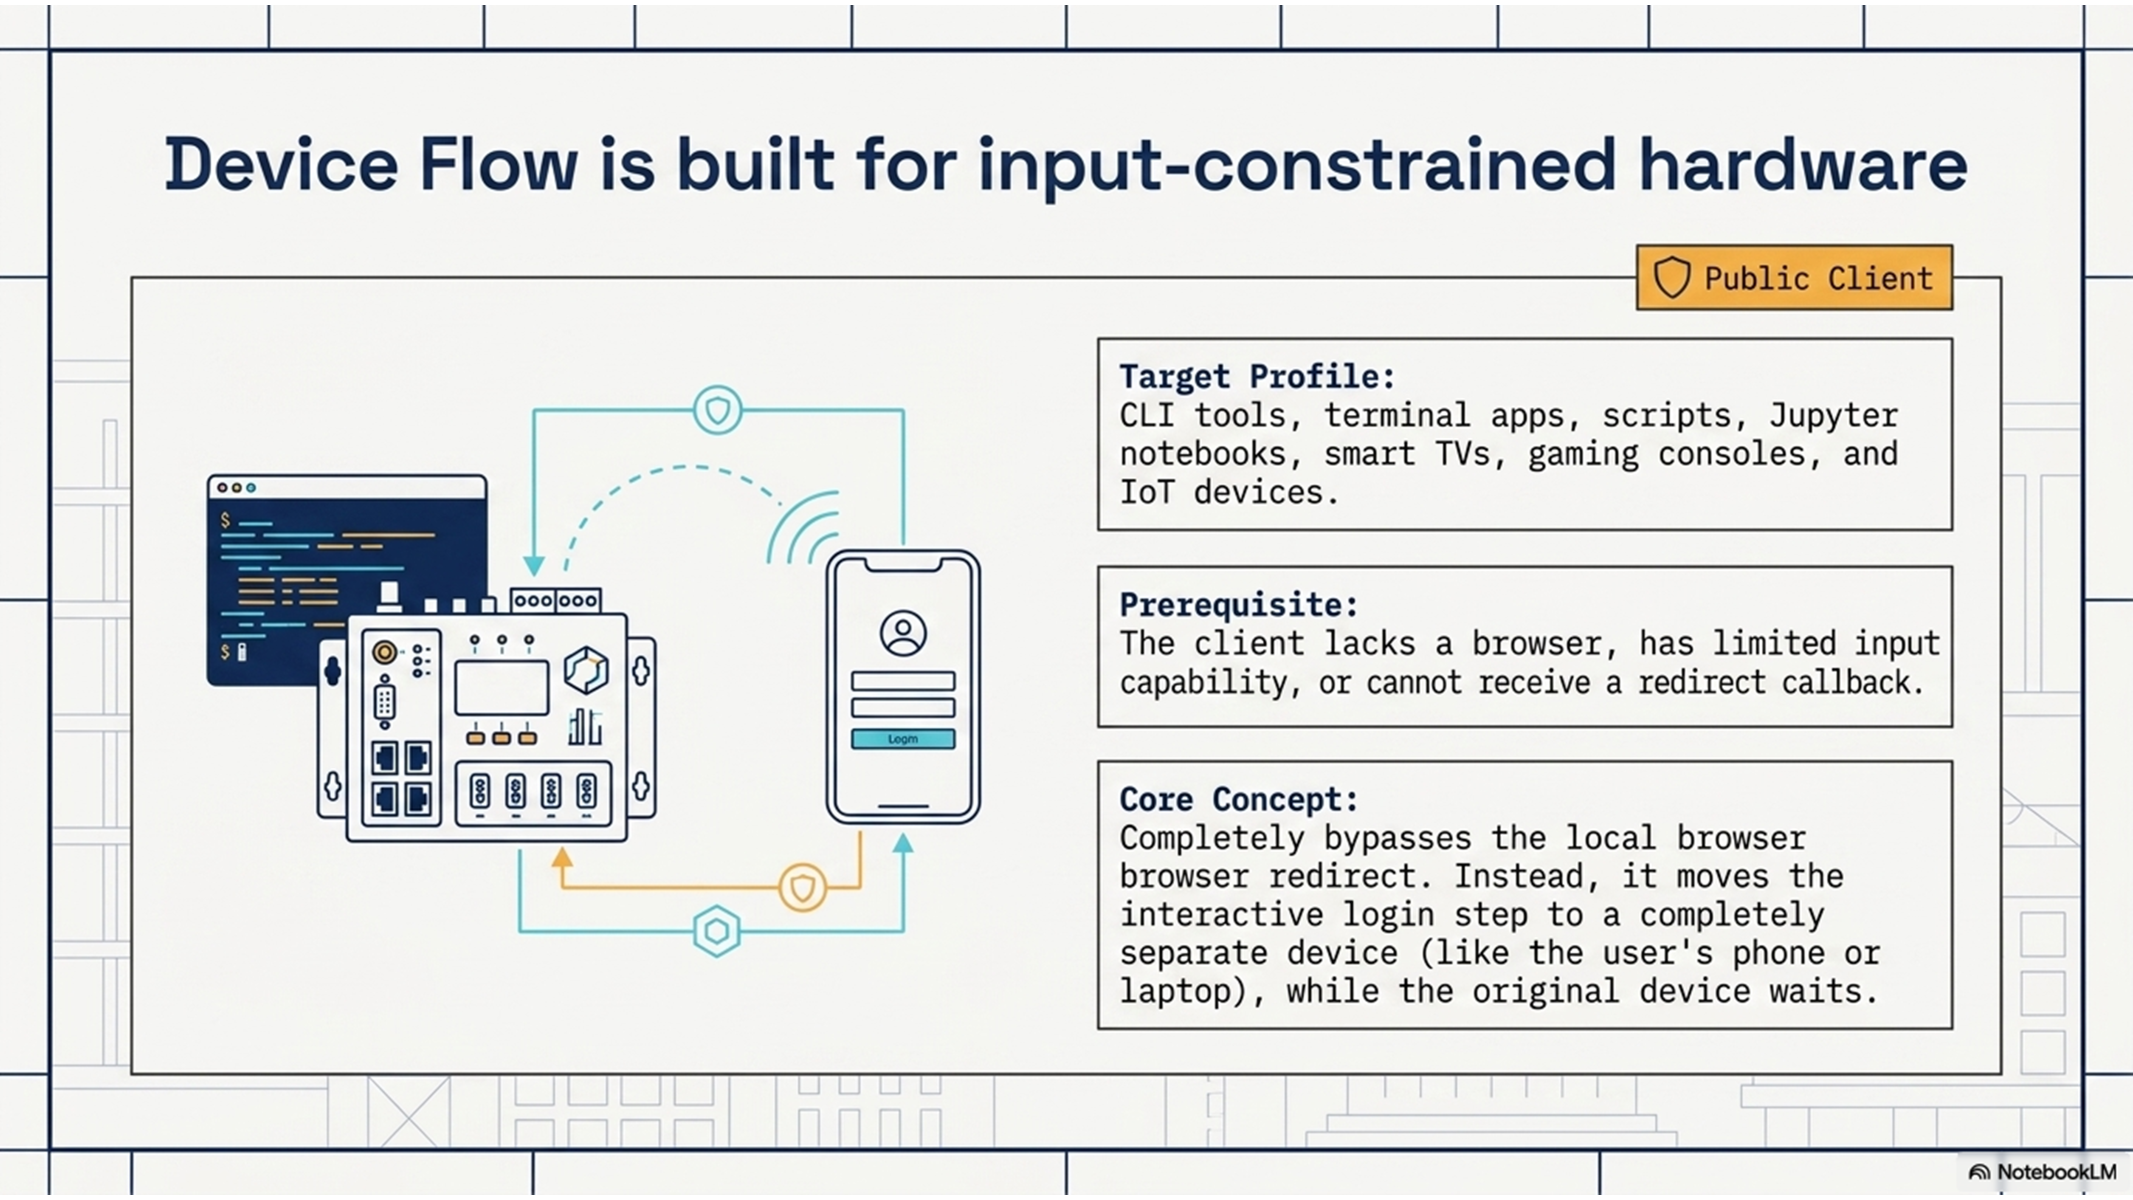 Device Flow is built for input-constrained hardware
Public Client
Target Profile:
CLI tools, terminal apps, scripts, Jupyter
notebooks, smart TVs, gaming consoles, and
IoT devices.
$
$
Login
Prerequisite:
The client lacks a browser, has limited input
capability, or cannot receive a redirect callback.
Core Concept:
Completely bypasses the local browser
browser redirect. Instead, it moves the
interactive login step to a completely
separate device (like the user's phone or
laptop), while the original device waits.
NotebookLM